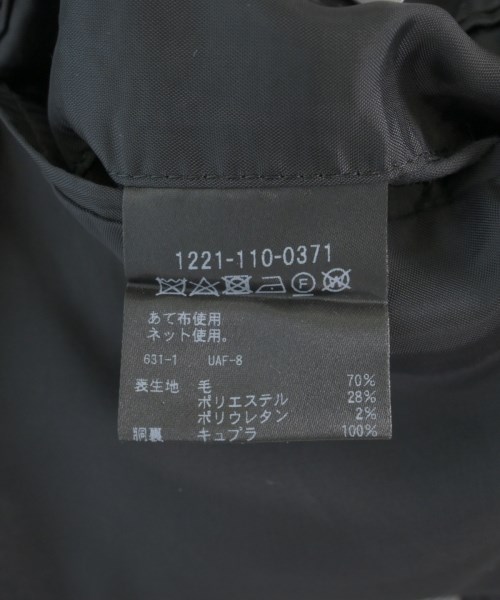 1221-110-0371
F W
あて布使用
ネット使用。
631-1 UAF-8
表生地 毛 70%
ポリエステル 28%
ポリウレタン 2%
胴裏 キュプラ 100%